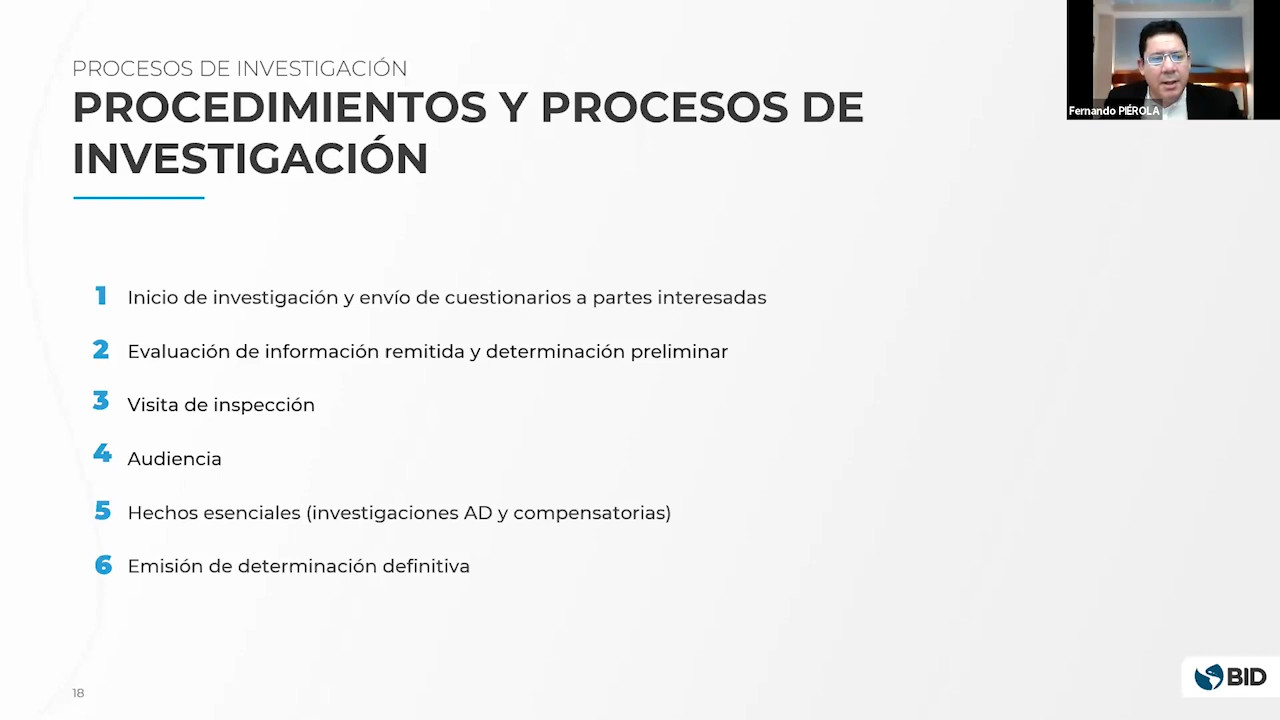 PROCESOS DE INVESTIGACIÓN
PROCEDIMIENTOS Y PROCESOS DE
INVESTIGACIÓN
Fernando PIÉROLA
1 Inicio de investigación y envío de cuestionarios a partes interesadas
2 Evaluación de información remitida y determinación preliminar
3 Visita de inspección
4 Audiencia
5 Hechos esenciales (investigaciones AD y compensatorias)
6 Emisión de determinación definitiva
18
BID